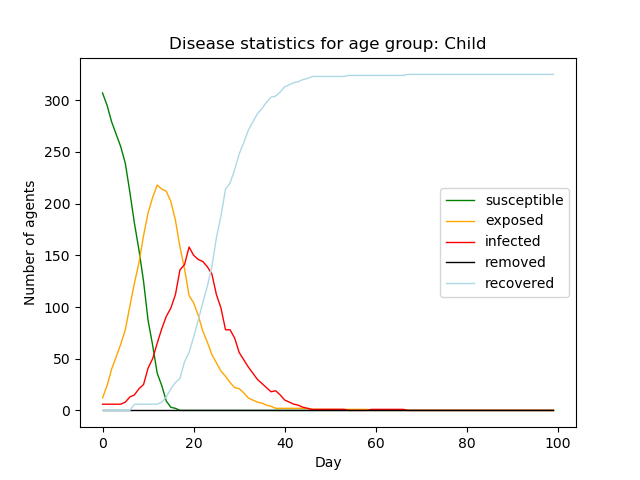 Disease statistics for age group: Child
Number of agents
300
250
200
150
100
50
0
susceptible
exposed
infected
removed
recovered
0 20 40 60 80 100
Day